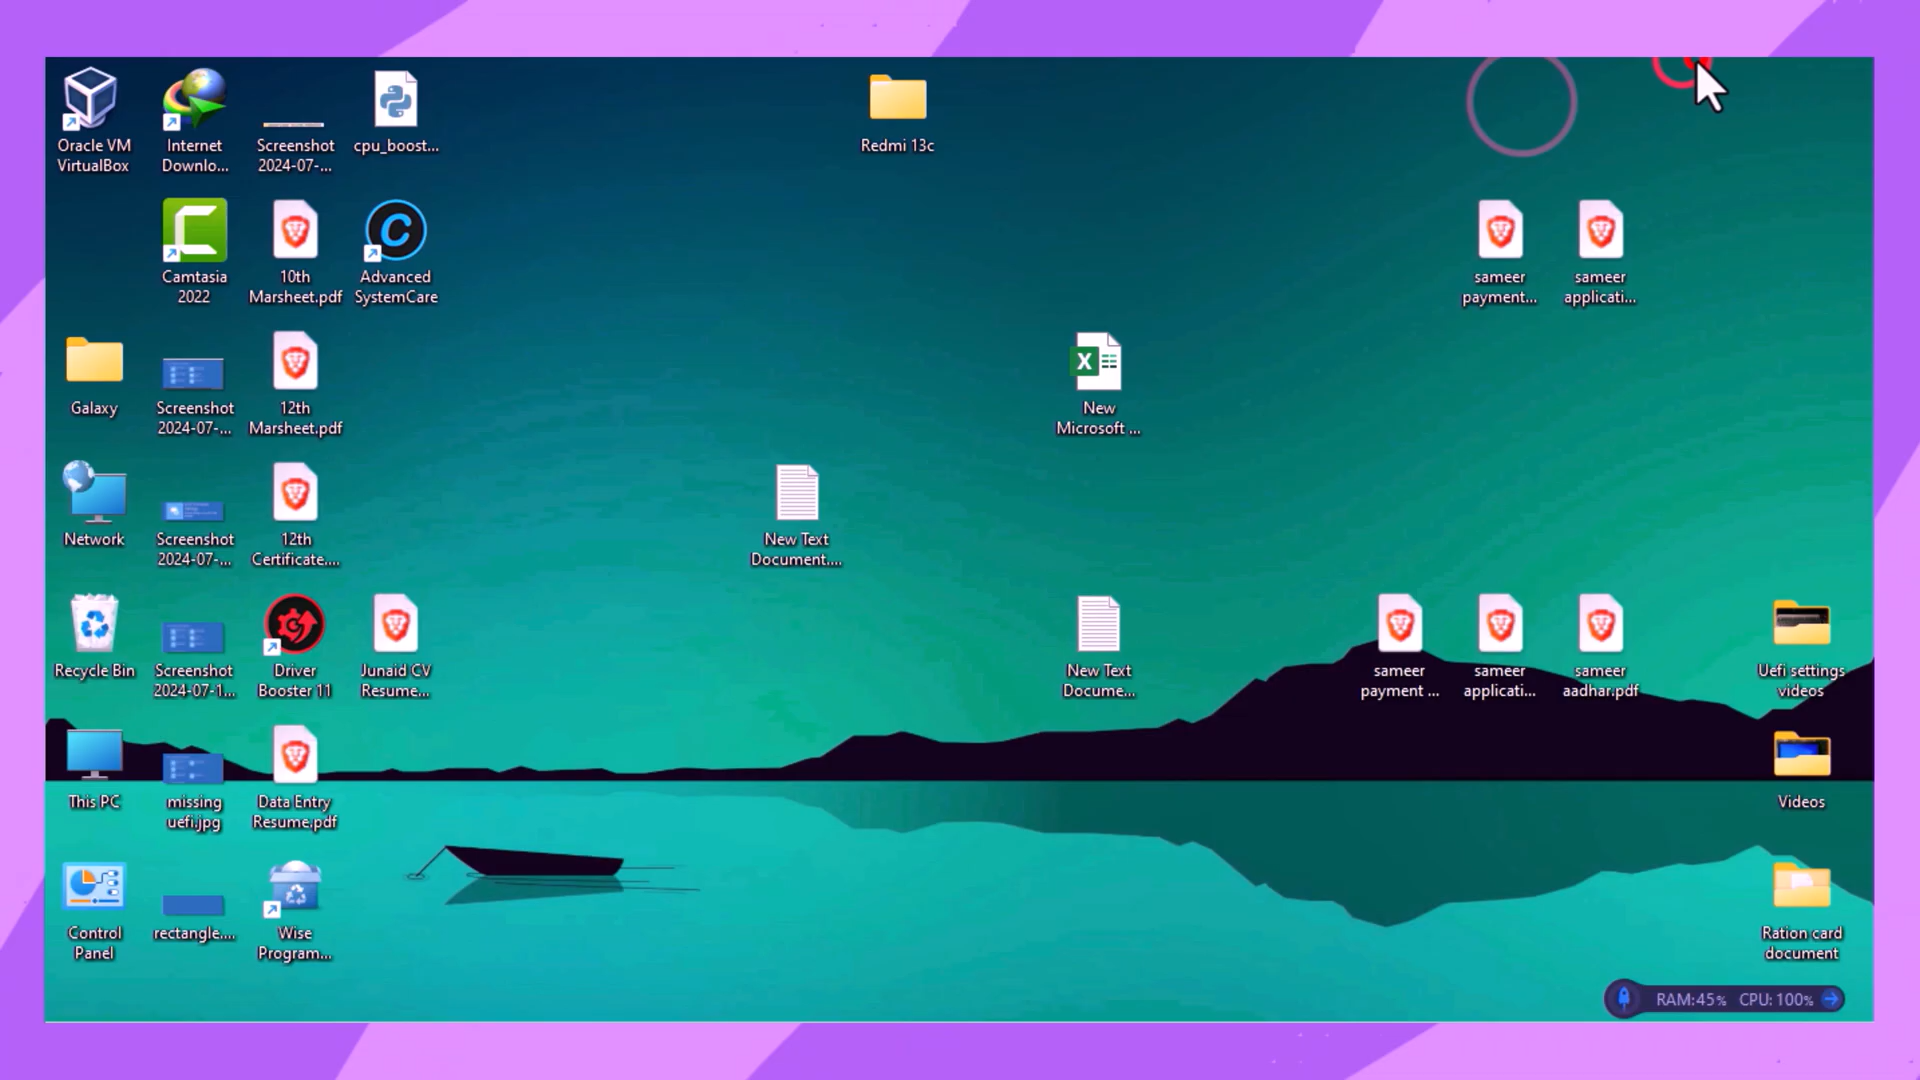 Oracle VM
VirtualBox
Internet
Downlo...
Screenshot
2024-07-...
cpu_boost...
Redmi 13c
Camtasia
2022
10th
Marsheet.pdf
Advanced
SystemCare
sameer
payment...
sameer
applicati...
Galaxy
Screenshot
2024-07-...
12th
Marsheet.pdf
New
Microsoft ...
Network
Screenshot
2024-07-...
12th
Certificate....
New Text
Document....
Recycle Bin
Screenshot
2024-07-1...
Driver
Booster 11
Junaid CV
Resume...
New Text
Docume...
sameer
payment ...
sameer
applicati...
sameer
aadhar.pdf
Uefi settings
videos
This PC
missing
uefi.jpg
Data Entry
Resume.pdf
Videos
Control
Panel
rectangle....
Wise
Program...
Ration card
document
RAM:45% CPU: 100%